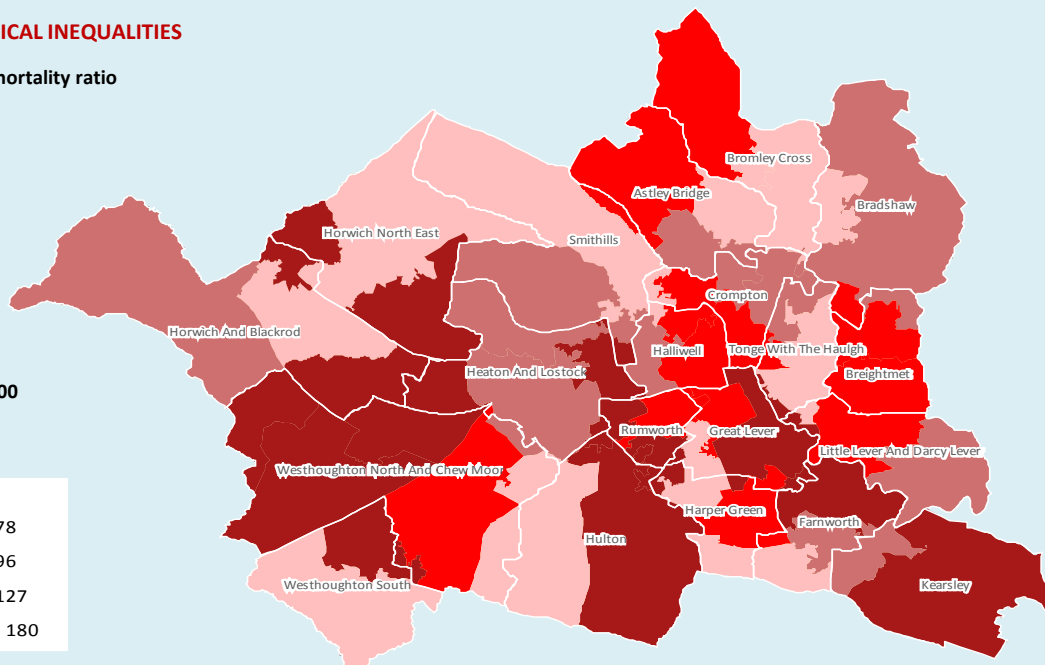 ICAL INEQUALITIES
mortality ratio
Bromley Cross
Astley Bridge
Bradshaw
Horwich North East
Smithills
Crompton
Horwich And Blackrod
Halliwell
Tonge With The Haulgh
Heaton And Lostock
Breightmet
00
Rumworth
Great Lever
Little Lever And Darcy Lever
Westhoughton North And Chew Moor
Harper Green
Farnworth
78
Hulton
96
Westhoughton South
Kearsley
127
180